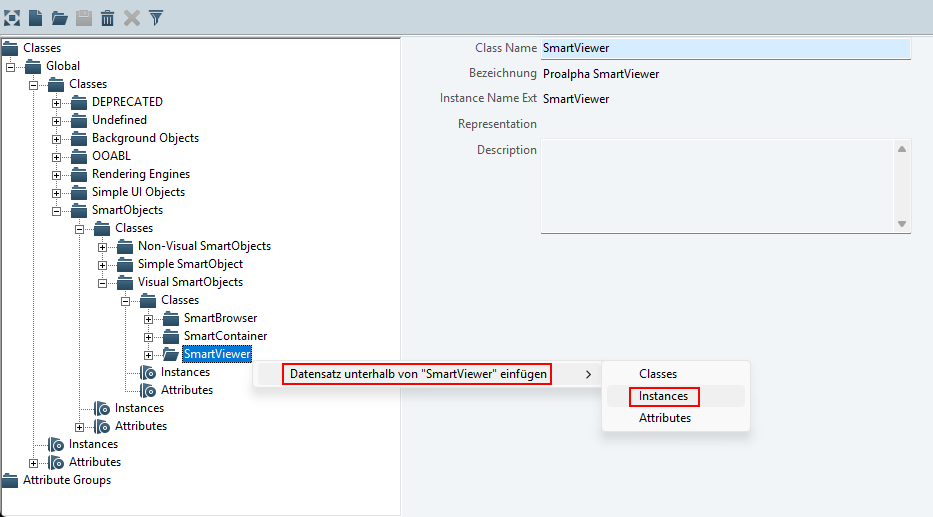 Classes
Global
Classes
DEPRECATED
Undefined
Background Objects
OOABL
Rendering Engines
Simple UI Objects
SmartObjects
Classes
Non-Visual SmartObjects
Simple SmartObject
Visual SmartObjects
Classes
SmartBrowser
SmartContainer
SmartViewer
Instances
Attributes
Instances
Attributes
Instances
Attributes
Attribute Groups
Class Name SmartViewer
Bezeichnung Proalpha SmartViewer
Instance Name Ext SmartViewer
Representation
Description
Datensatz unterhalb von "SmartViewer" einfügen
Classes
Instances
Attributes